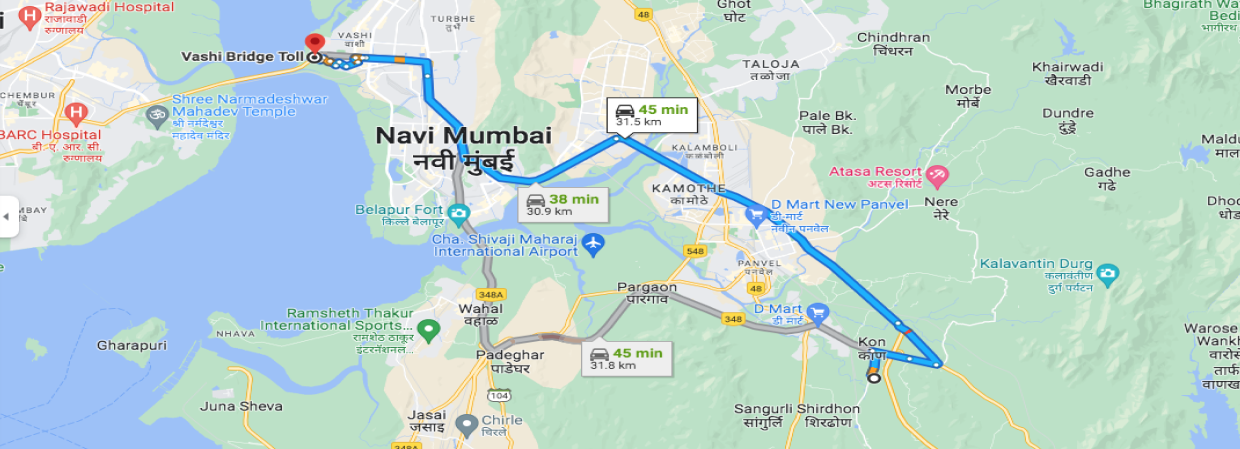 Rajawadi Hospital
राजावाडी
रुग्णालय
i
TURBHE
तुर्भे
VASHI
वाशी
Vashi Bridge Toll
CHEMBUR
चेंबूर
Shree Narmadeshwar
Mahadev Temple
श्री नर्मदेश्वर
महादेव मंदिर
BARC Hospital
बी. ए. आर. सी.
रुग्णालय
MBAY
Navi Mumbai
नवी मुंबई
48
Ghot
घोट
Chindhran
चिंधरन
Bhagirath Wa
TALOJA
तळोजा
Khairwadi
खैरवाडी
Morbe
मोर्बे
Dundre
दुंद्रे
Pale Bk.
पाले Bk.
45 min
31.5 km
KALAMBOLI
कळंबोली
KAMOTHE
कामोठे
Atasa Resort
अटस रिसोर्ट
Gadhe
गढे
Nere
नेरे
D Mart New Panvel
डी मार्ट
नवीन पनवेल
38 min
30.9 km
Belapur Fort
किल्ले बेलापूर
Cha. Shivaji Maharaj
International Airport
548
PANVEL
पनवेल
48
Kalavantin Durg
कलावंतीण
दुर्ग पर्यटन
348A
Wahal
वहाळ
Pargaon
पारगाव
348
D Mart
डी मार्ट
Ramsheth Thakur
International Sports...
रामशेठ ठाकूर
इंटरनॅशनल...
NHAVA
Gharapuri
Padeghar
पाडेघर
45 min
31.8 km
Kon
कोण
104
Juna Sheva
Jasai
जसाई
Chirle
चिरले
348A
Sangurli
सांगुर्ली
Shirdhon
शिरढोण